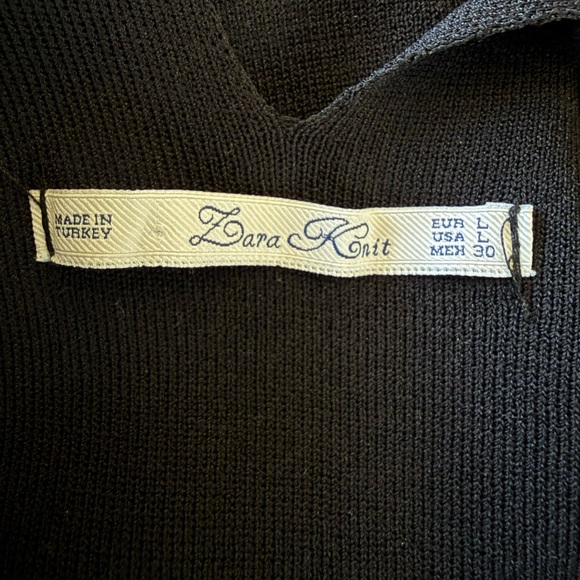 MADE IN
TURKEY
Zara Knit
EUR L
USA L
MEX 30